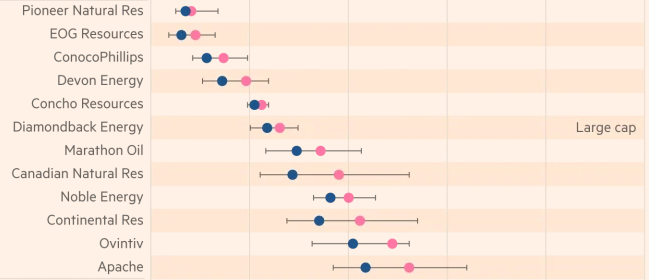 Pioneer Natural Res
EOG Resources
ConocoPhillips
Devon Energy
Concho Resources
Diamondback Energy
Large cap
Marathon Oil
Canadian Natural Res
Noble Energy
Continental Res
Ovintiv
Apache